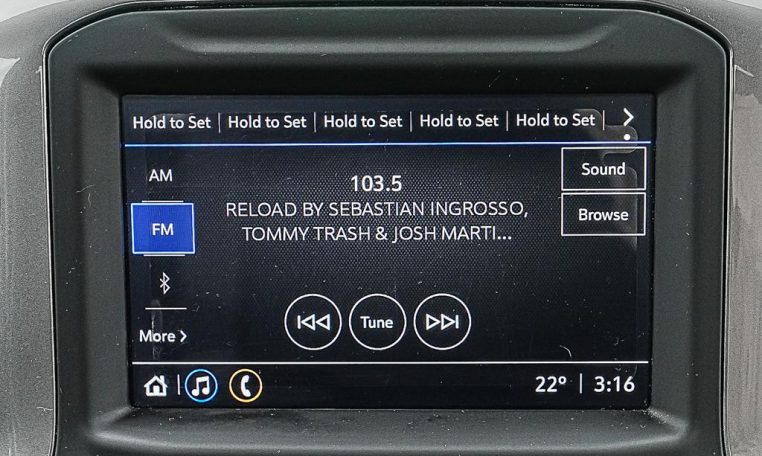 Hold to Set | Hold to Set | Hold to Set | Hold to Set | Hold to Set |
AM
103.5
Sound
FM
RELOAD BY SEBASTIAN INGROSSO,
TOMMY TRASH & JOSH MARTI...
Browse
Tune
More >
22° | 3:16